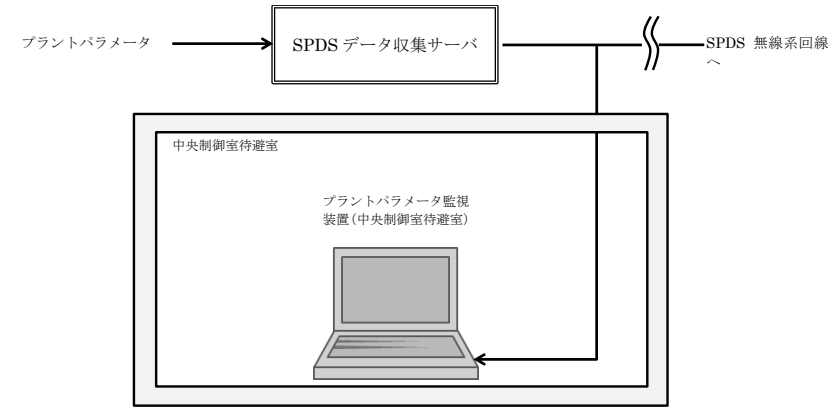 プラントパラメータ
SPDS データ収集サーバ
SPDS 無線系回線
へ
中央制御室待避室
プラントパラメータ監視
装置(中央制御室待避室)